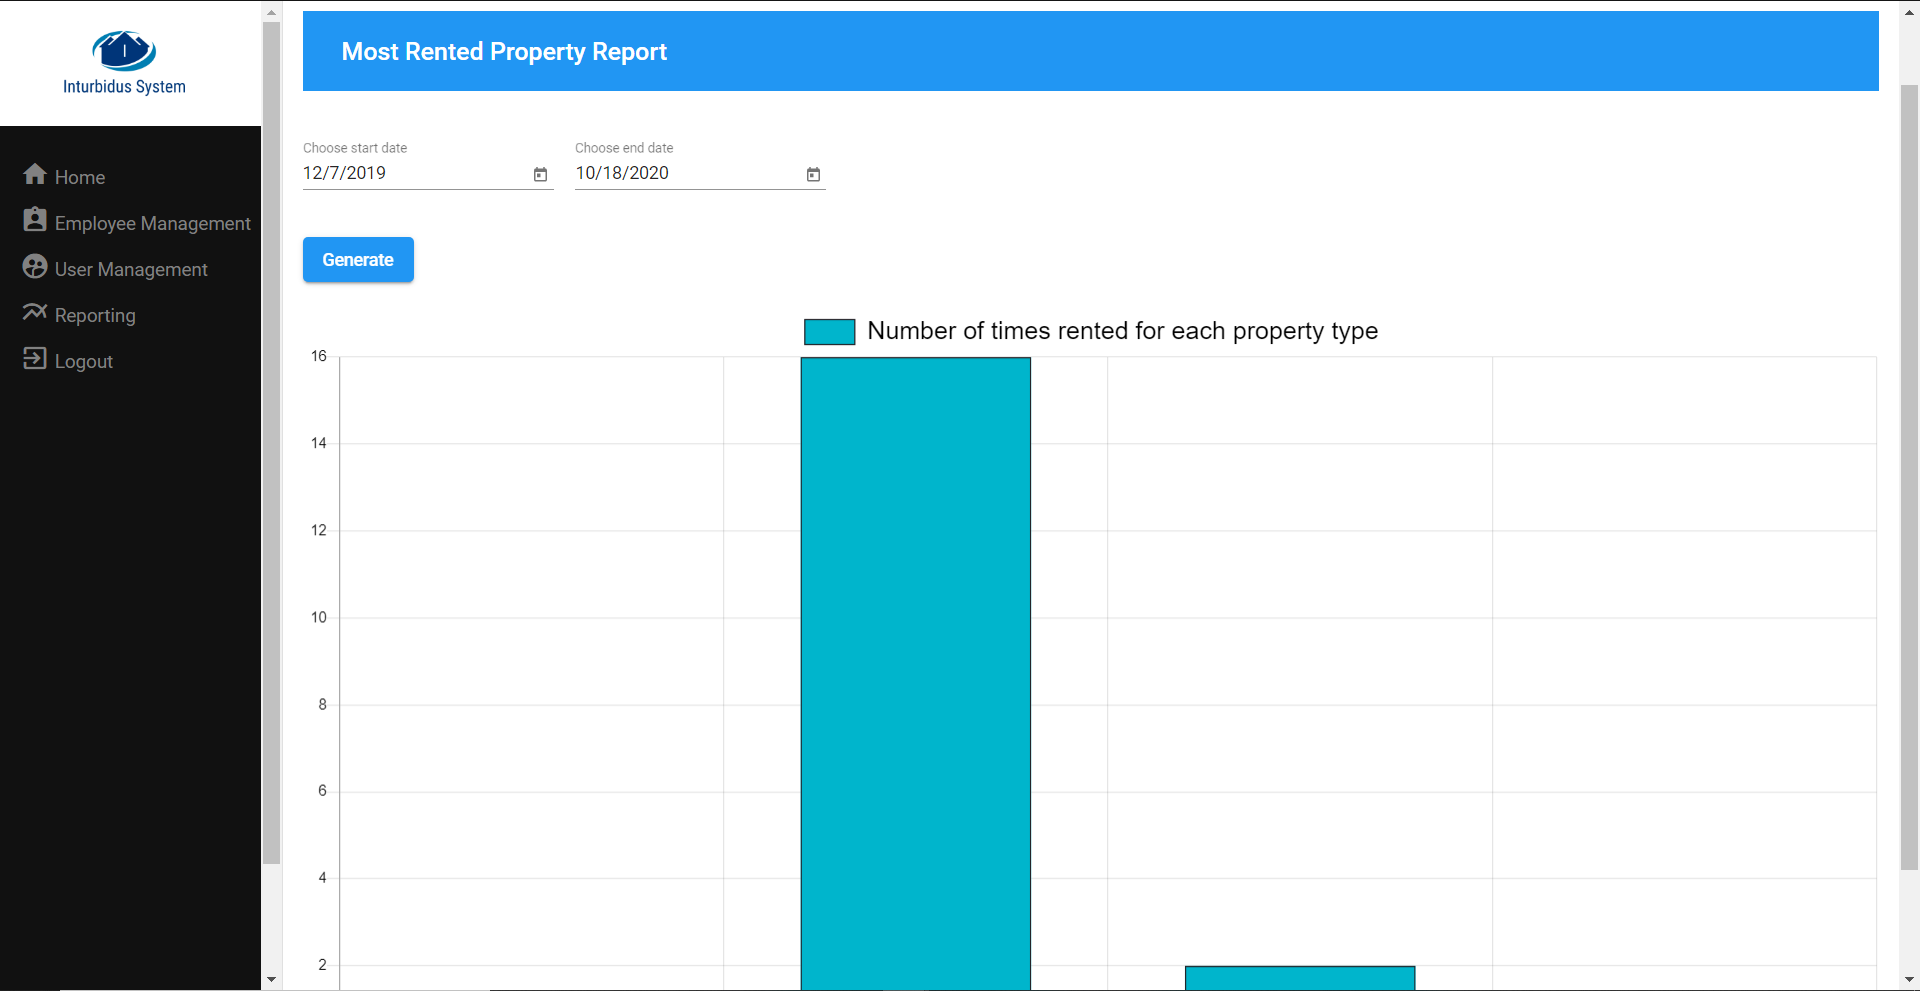 Inturbidus System
Home
Employee Management
User Management
Reporting
Logout
Most Rented Property Report
Choose start date
12/7/2019
Choose end date
10/18/2020
Generate
Number of times rented for each property type
16
14
12
10
8
6
4
2